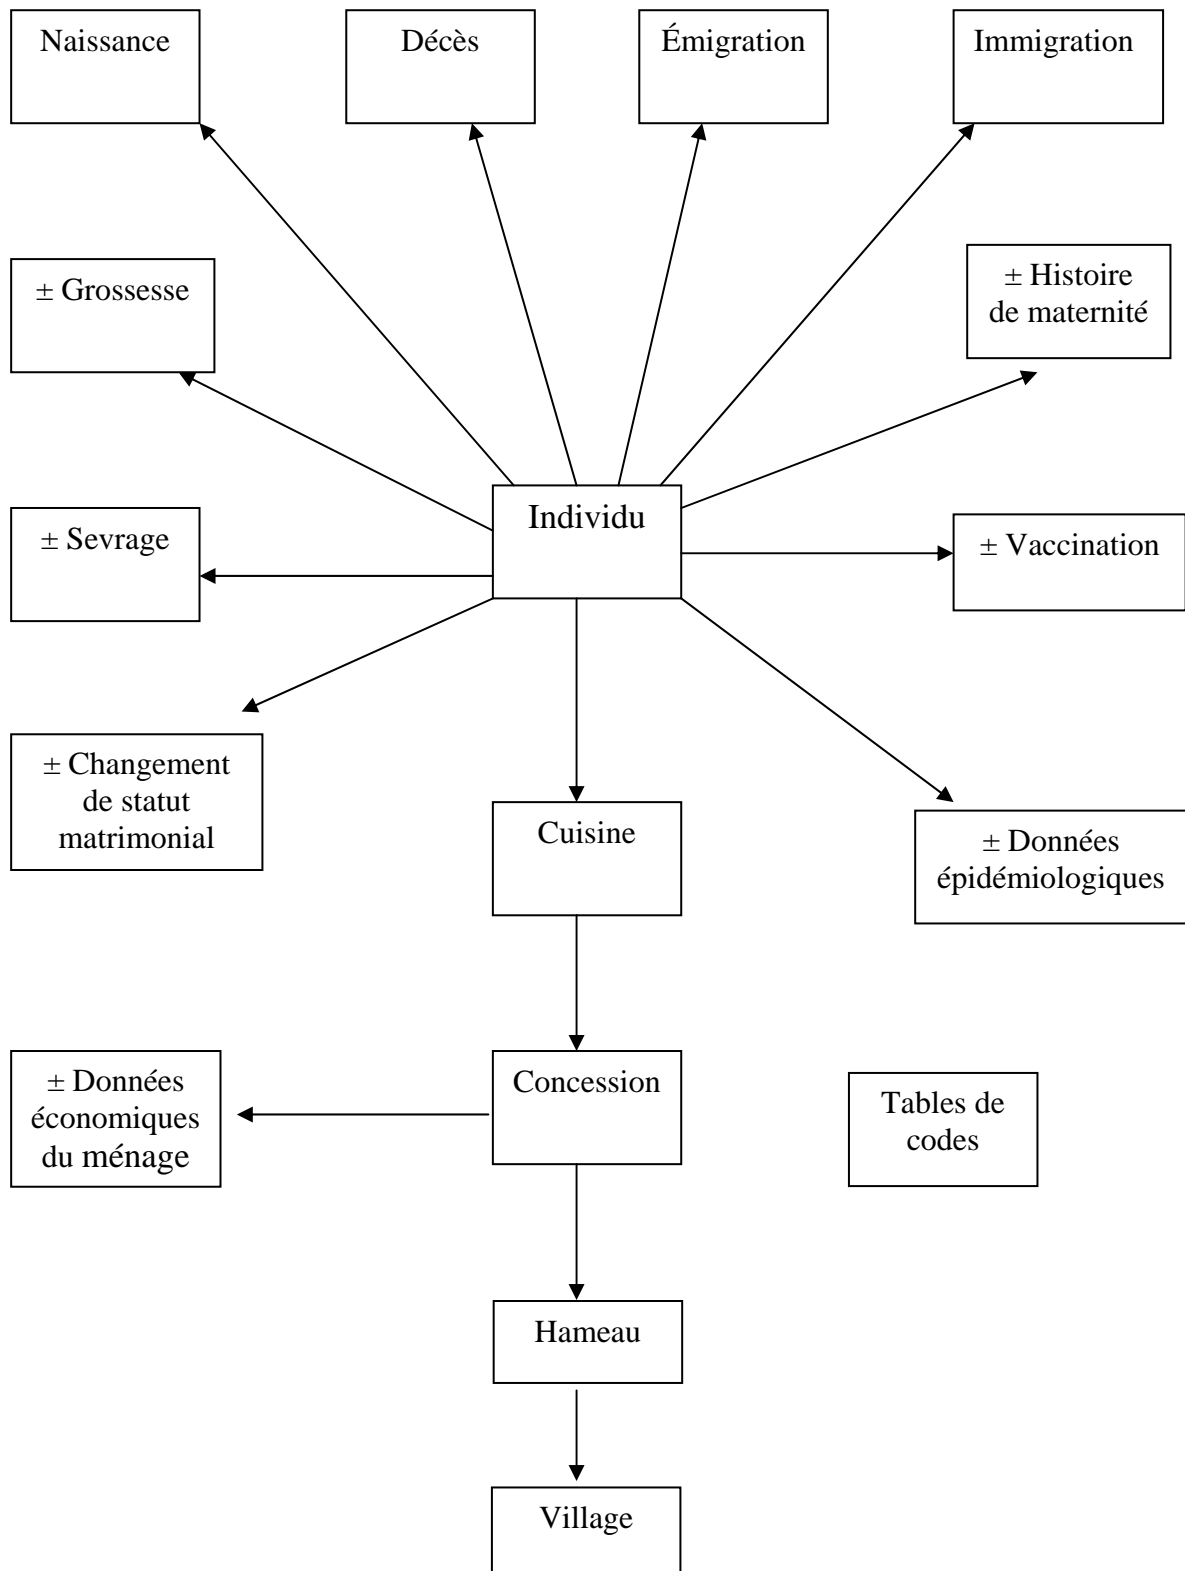 Naissance
Décès
Émigration
Immigration
± Grossesse
± Histoire
de maternité
Individu
± Sevrage
± Vaccination
± Changement
de statut
matrimonial
Cuisine
± Données
épidémiologiques
± Données
économiques
du ménage
Concession
Tables de
codes
Hameau
Village